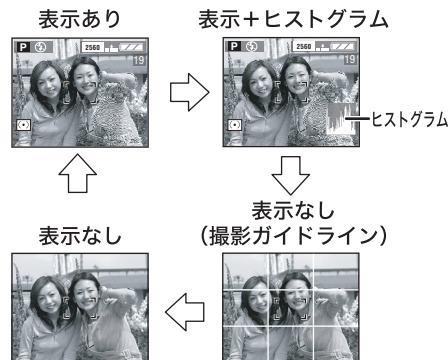 表示あり
表示＋ヒストグラム
P 2560 19
P 2560 19
ヒストグラム
表示なし
（撮影ガイドライン）
表示なし